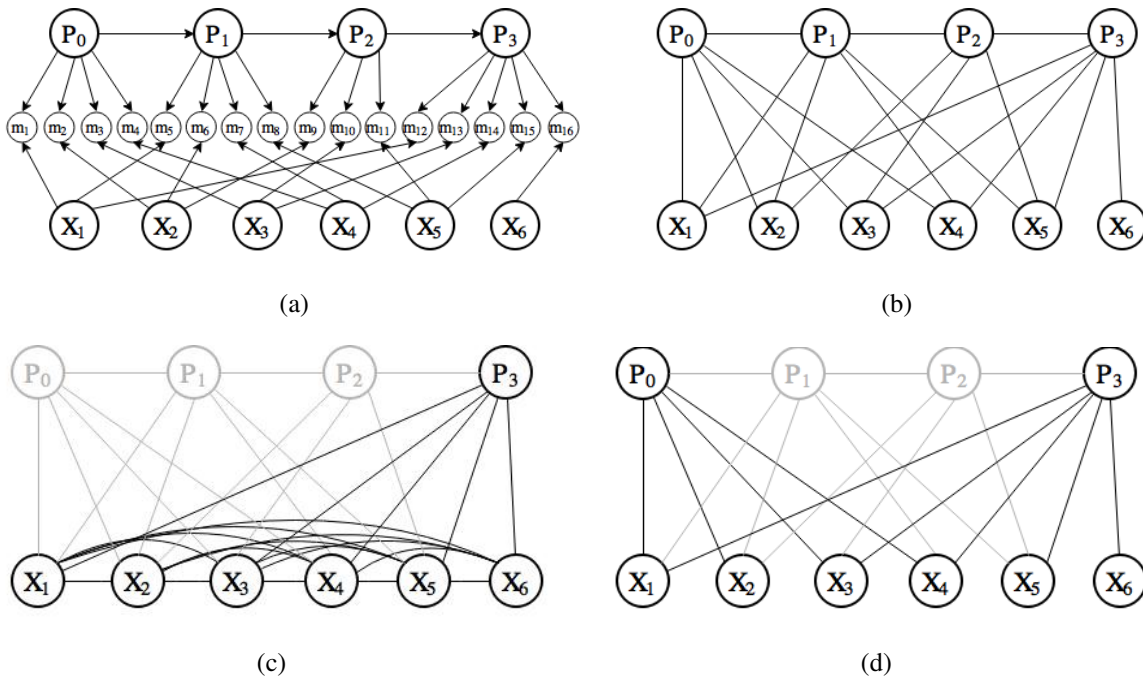 P0 P1 P2 P3
m1 m2 m3 m4 m5 m6 m7 m8 m9 m10 m11 m12 m13 m14 m15 m16
X1 X2 X3 X4 X5 X6
(a)
P0 P1 P2 P3
X1 X2 X3 X4 X5 X6
(b)
P0 P1 P2 P3
X1 X2 X3 X4 X5 X6
(c)
P0 P1 P2 P3
X1 X2 X3 X4 X5 X6
(d)